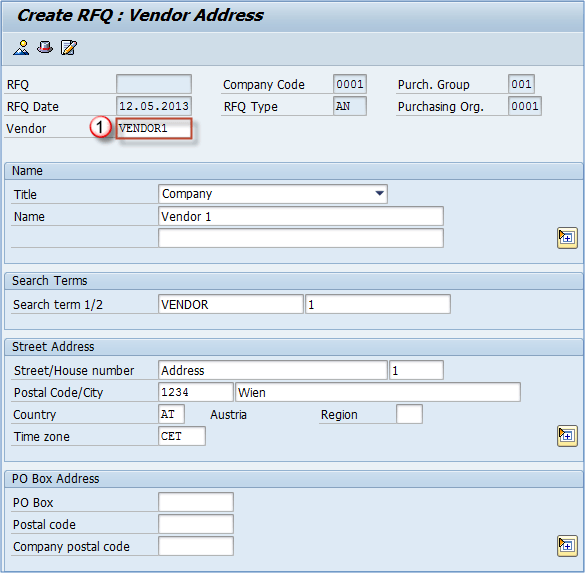 Create RFQ : Vendor Address
RFQ Company Code 0001 Purch. Group 001
RFQ Date 12.05.2013 RFQ Type AN Purchasing Org. 0001
Vendor 1 VENDOR1
Name
Title Company
Name Vendor 1
Search Terms
Search term 1/2 VENDOR 1
Street Address
Street/House number Address 1
Postal Code/City 1234 Wien
Country AT Austria Region
Time zone CET
PO Box Address
PO Box
Postal code
Company postal code